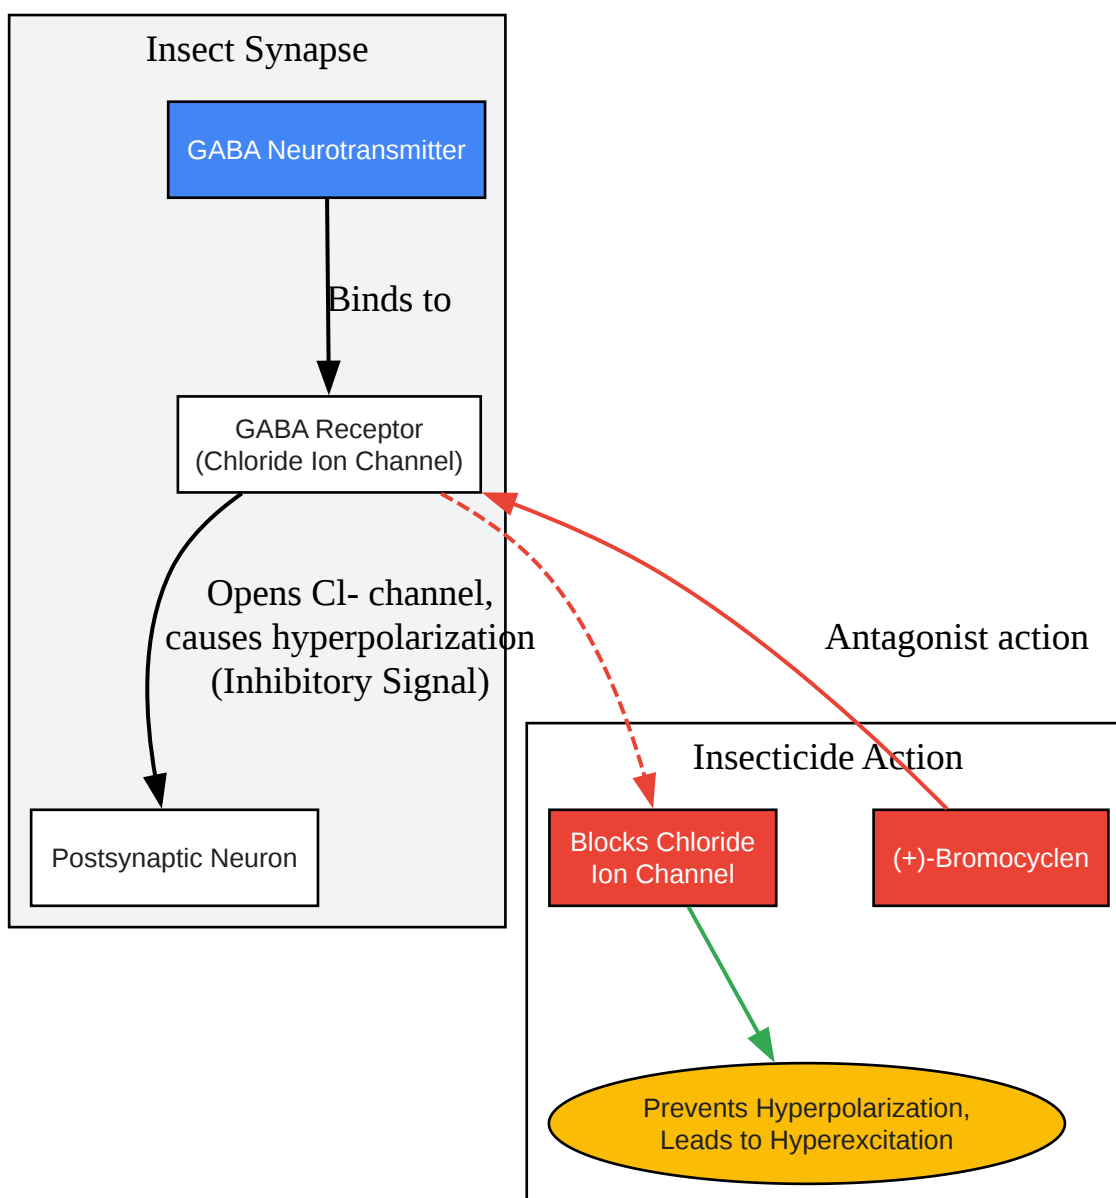 Insect Synapse
GABA Neurotransmitter
Binds to
GABA Receptor
(Chloride Ion Channel)
Opens Cl- channel,
causes hyperpolarization
(Inhibitory Signal)
Antagonist action
Insecticide Action
Postsynaptic Neuron
Blocks Chloride
Ion Channel
(+)-Bromocyclen
Prevents Hyperpolarization,
Leads to Hyperexcitation